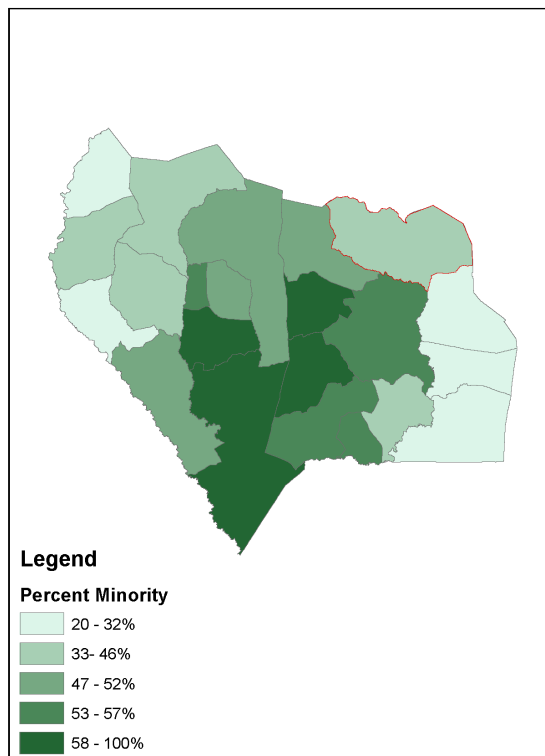 Legend
Percent Minority
20 - 32%
33- 46%
47 - 52%
53 - 57%
58 - 100%